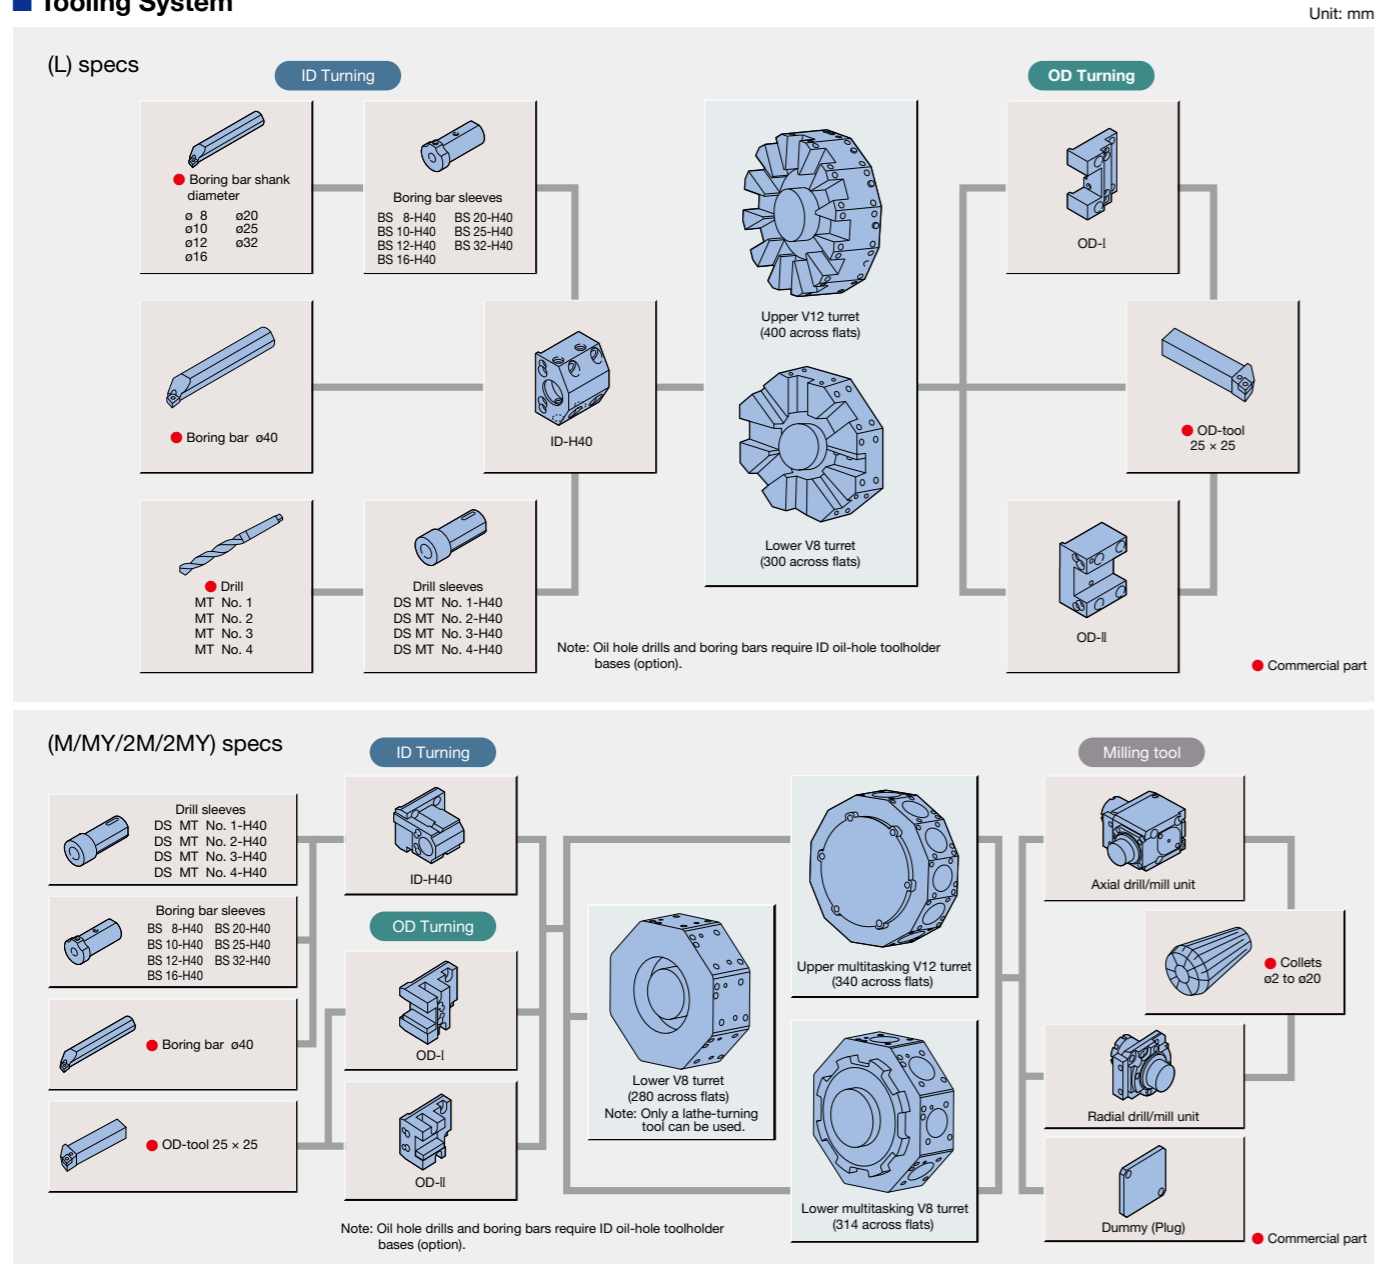 Tooling System
Unit: mm
(L) specs
ID Turning
OD Turning
Boring bar shank
diameter
ø 8 ø20
ø10 ø25
ø12 ø32
ø16
Boring bar sleeves
BS 8-H40 BS 20-H40
BS 10-H40 BS 25-H40
BS 12-H40 BS 32-H40
BS 16-H40
Upper V12 turret
(400 across flats)
OD-Ⅰ
Boring bar ø40
ID-H40
OD-tool
25 × 25
Lower V8 turret
(300 across flats)
Drill
MT No. 1
MT No. 2
MT No. 3
MT No. 4
Drill sleeves
DS MT No. 1-H40
DS MT No. 2-H40
DS MT No. 3-H40
DS MT No. 4-H40
OD-Ⅱ
Note: Oil hole drills and boring bars require ID oil-hole toolholder
bases (option).
Commercial part
(M/MY/2M/2MY) specs
ID Turning
Milling tool
Drill sleeves
DS MT No. 1-H40
DS MT No. 2-H40
DS MT No. 3-H40
DS MT No. 4-H40
ID-H40
Axial drill/mill unit
Boring bar sleeves
BS 8-H40 BS 20-H40
BS 10-H40 BS 25-H40
BS 12-H40 BS 32-H40
BS 16-H40
OD Turning
Upper multitasking V12 turret
(340 across flats)
Collets
ø2 to ø20
Boring bar ø40
OD-Ⅰ
Lower V8 turret
(280 across flats)
Note: Only a lathe-turning
tool can be used.
Radial drill/mill unit
OD-tool 25 × 25
OD-Ⅱ
Lower multitasking V8 turret
(314 across flats)
Dummy (Plug)
Note: Oil hole drills and boring bars require ID oil-hole toolholder
bases (option).
Commercial part